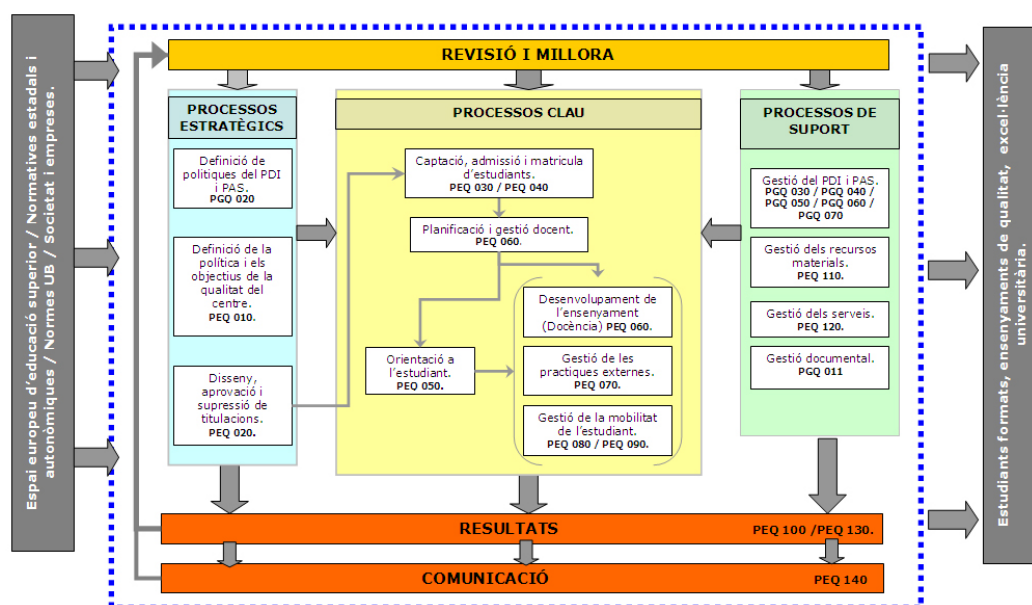 Espai europeu d'educació superior / Normatives estadals i
autonòmiques / Normes UB / Societat i empreses.
REVISIÓ I MILLORA
PROCESSOS
ESTRATÈGICS
Definició de
politiques del PDI
i PAS.
PGQ 020
Definició de la
política i els
objectius de la
qualitat del
centre.
PEQ 010.
Disseny,
aprovació i
supressió de
titulacions.
PEQ 020.
PROCESSOS CLAU
Captació, admissió i matricula
d'estudiants.
PEQ 030 / PEQ 040
Planificació i gestió docent.
PEQ 060.
Orientació a
l'estudiant.
PEQ 050.
Desenvolupament de
l'ensenyament
(Docència) PEQ 060.
Gestió de les
practiques externes.
PEQ 070.
Gestió de la mobilitat
de l'estudiant.
PEQ 080 / PEQ 090.
PROCESSOS DE
SUPORT
Gestió del PDI i PAS.
PGQ 030 / PGQ 040 /
PGQ 050 / PGQ 060 /
PGQ 070
Gestió dels recursos
materials.
PEQ 110.
Gestió dels serveis.
PEQ 120.
Gestió documental.
PGQ 011
RESULTATS
PEQ 100 /PEQ 130.
COMUNICACIÓ
PEQ 140
Estudiants formats, ensenyaments de qualitat, excel·lència
universitària.